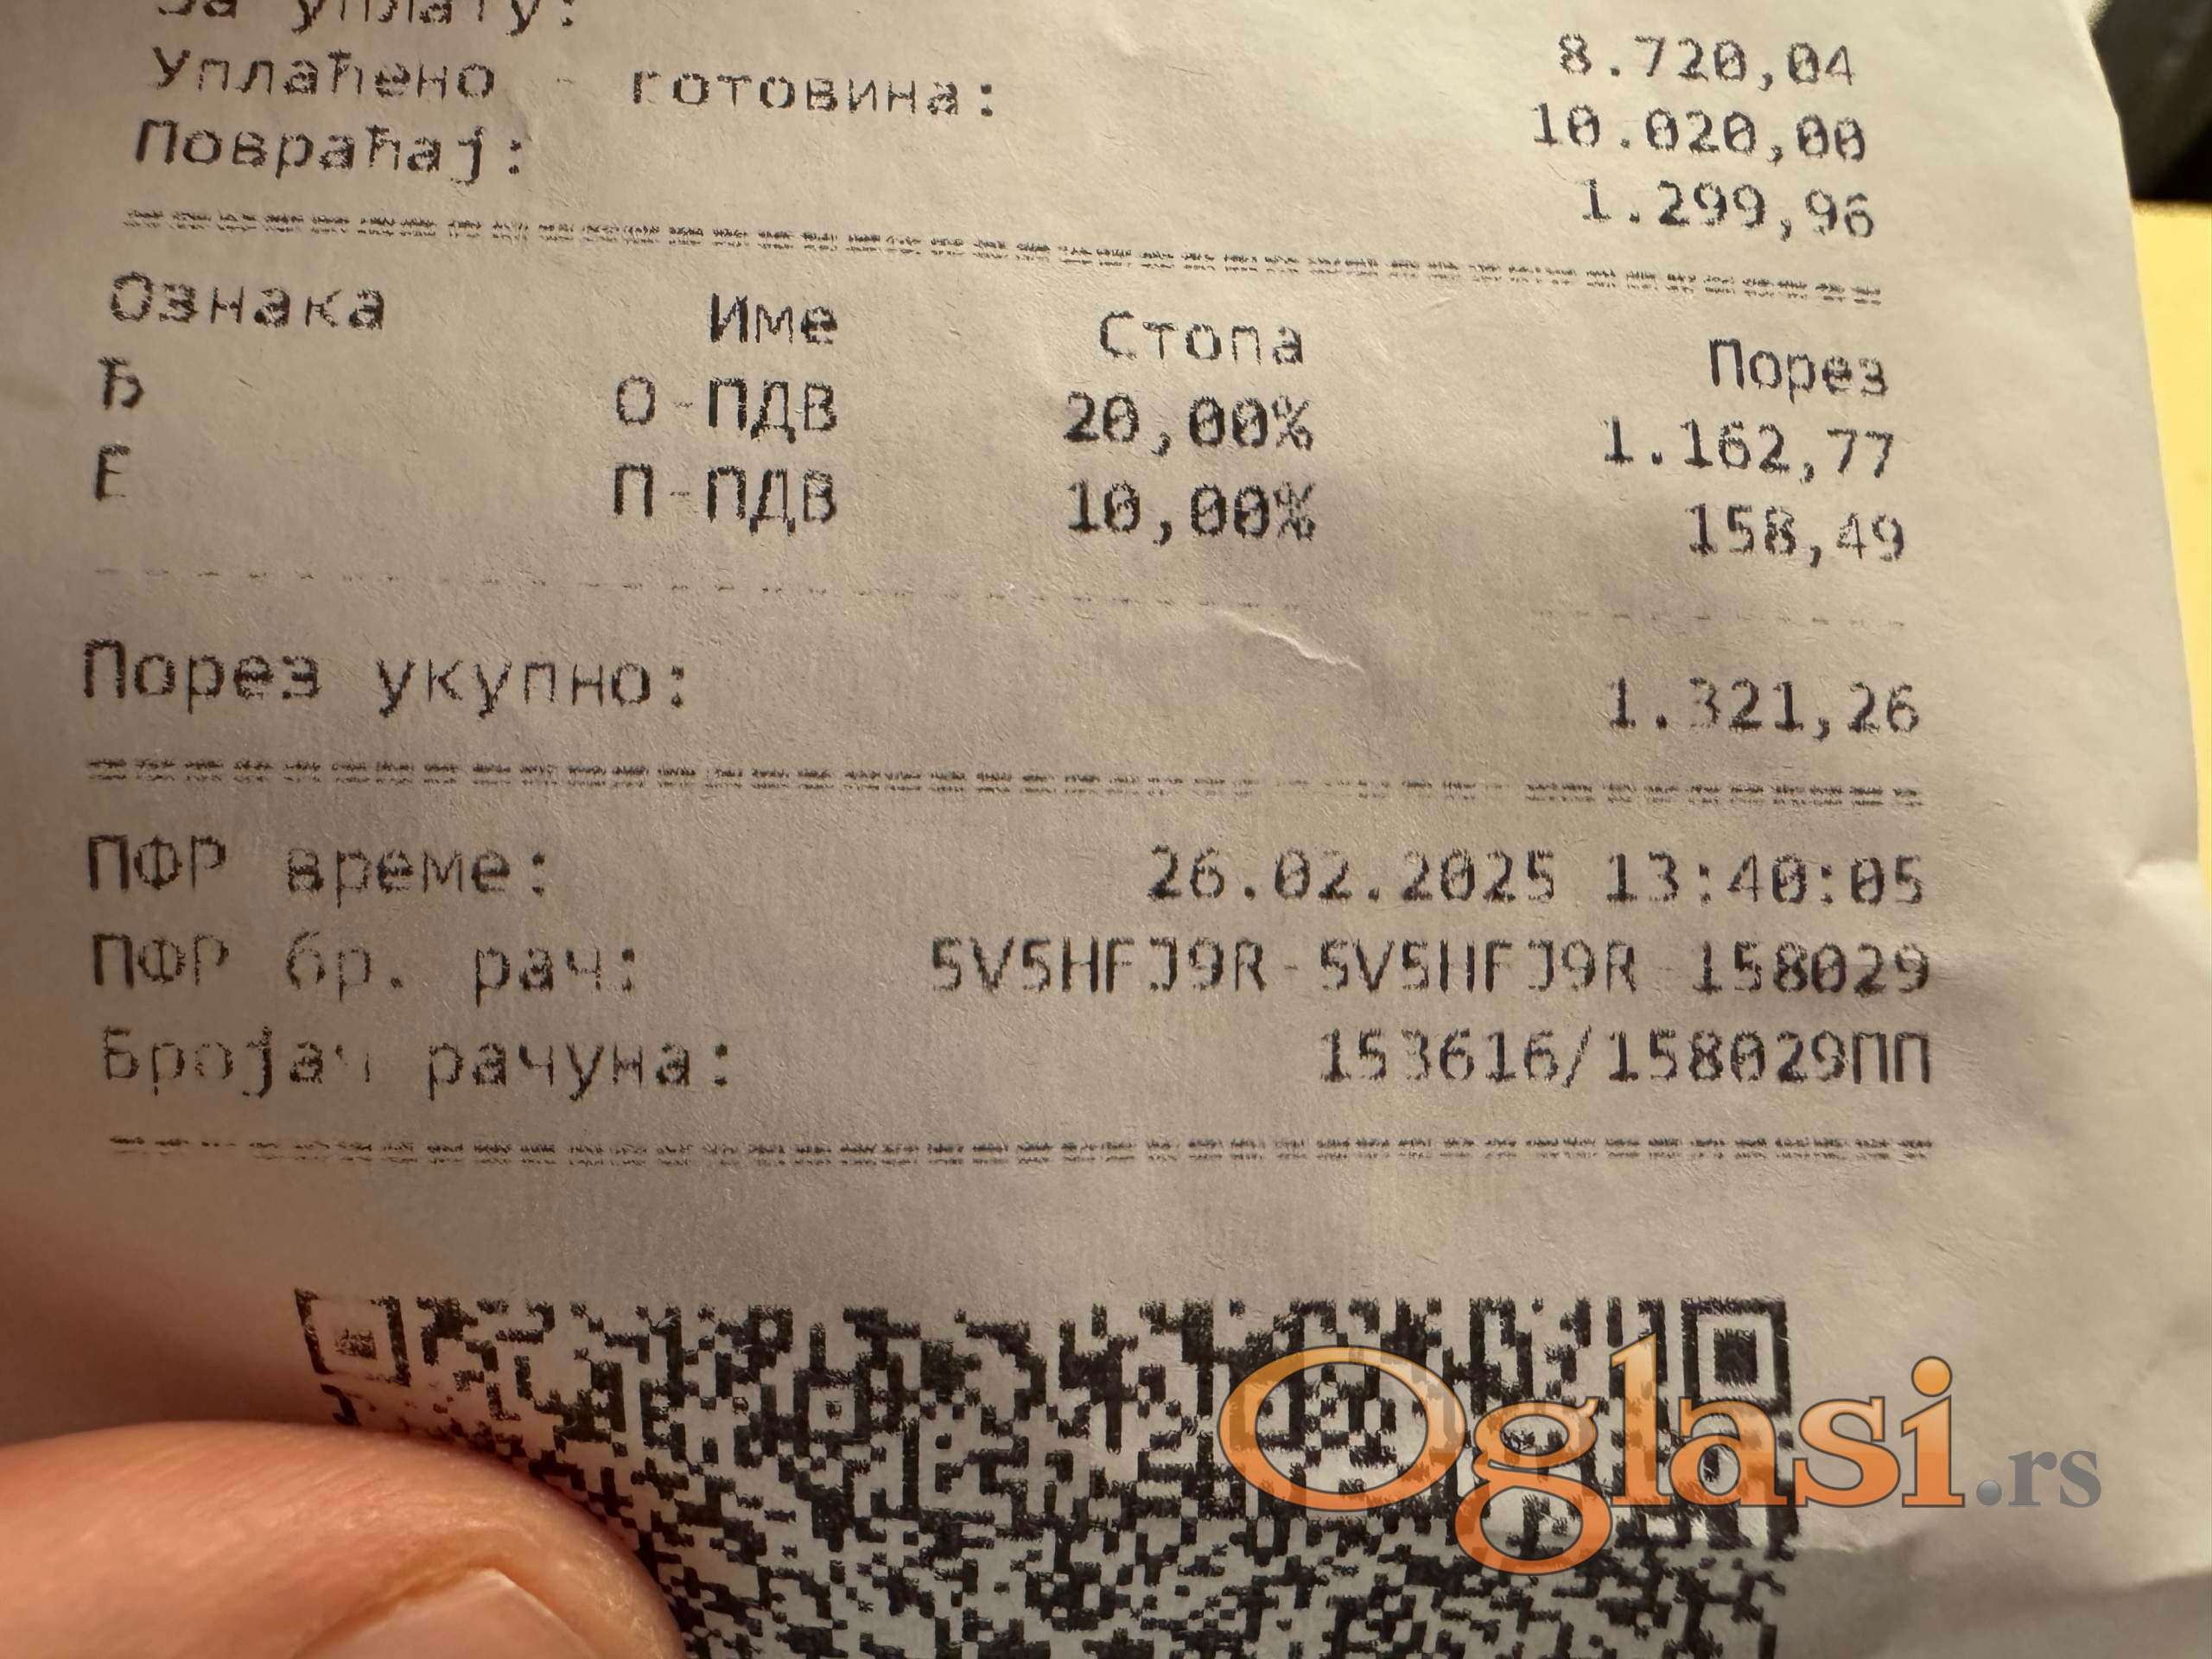 За уплату: 8.720,04
Уплаћено - готовина: 10.020,00
Повраћај: 1.299,96
Ознака Име Стопа Порез
Ђ О-ПДВ 20,00% 1.162,77
Е П-ПДВ 10,00% 158,49
Порез укупно: 1.321,26
ПФР време: 26.02.2025 13:40:05
ПФР бр. рач: 5V5HFJ9R-5V5HFJ9R-158029
Бројач рачуна: 153616/158029ПП
Oglasi.rs